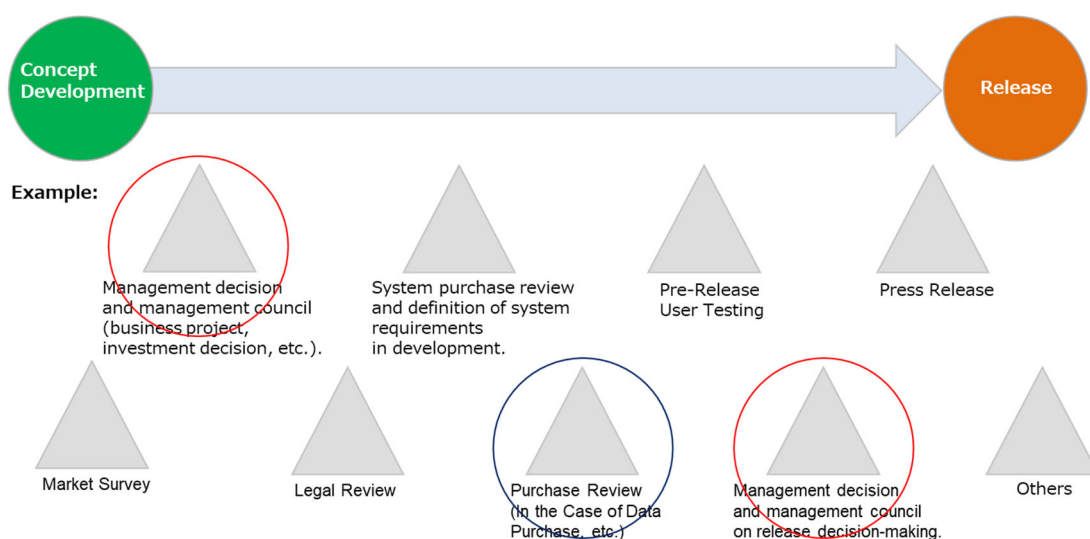 Concept
Development
Release
Example:
Management decision
and management council
(business project,
investment decision, etc.).
System purchase review
and definition of system
requirements
in development.
Pre-Release
User Testing
Press Release
Market Survey
Legal Review
Purchase Review
(In the Case of Data
Purchase, etc.)
Management decision
and management council
on release decision-making.
Others